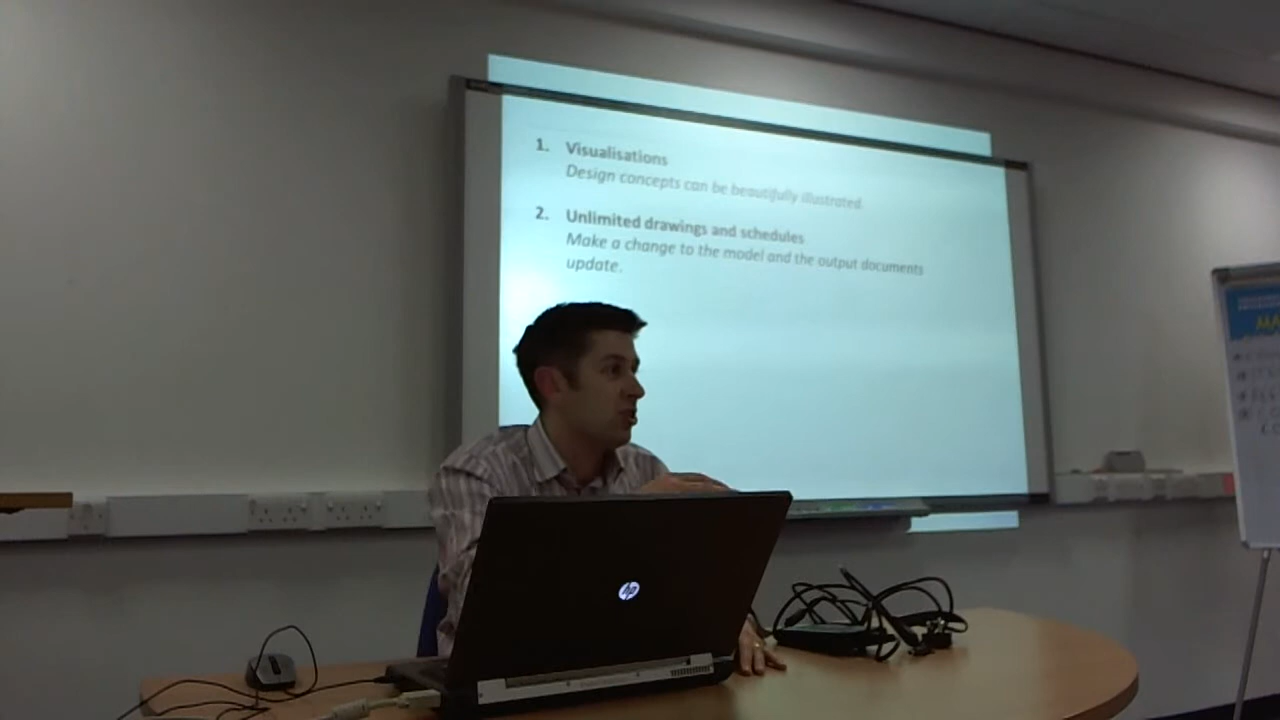 1. Visualisations
Design concepts can be beautifully illustrated.
2. Unlimited drawings and schedules
Make a change to the model and the output documents
update.
hp